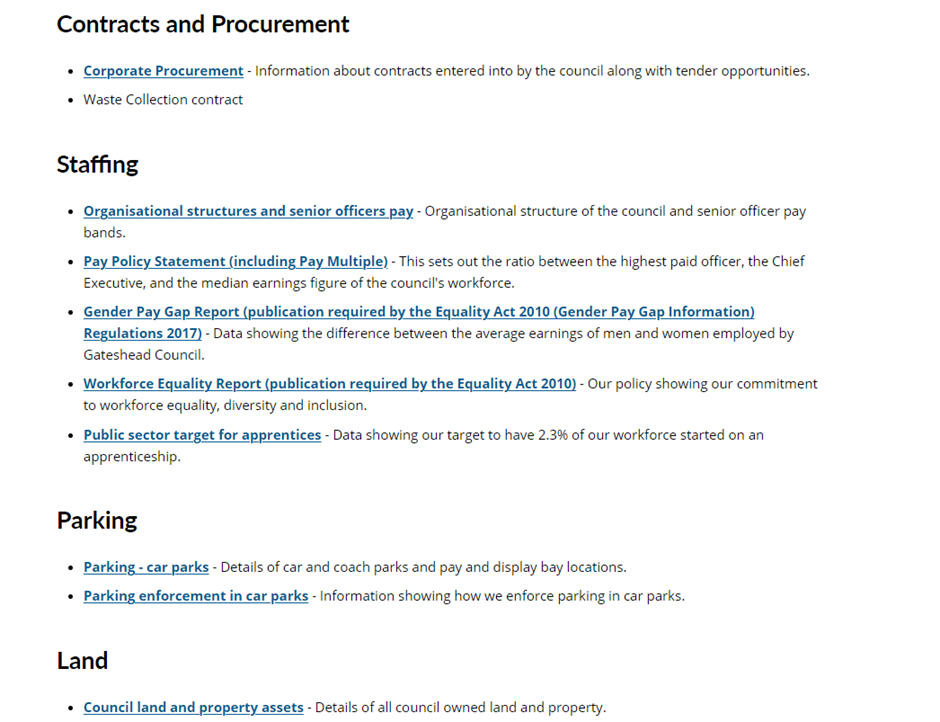 Contracts and Procurement
Corporate Procurement - Information about contracts entered into by the council along with tender opportunities.
Waste Collection contract
Staffing
Organisational structures and senior officers pay - Organisational structure of the council and senior officer pay
bands.
Pay Policy Statement (including Pay Multiple) - This sets out the ratio between the highest paid officer, the Chief
Executive, and the median earnings figure of the council's workforce.
Gender Pay Gap Report (publication required by the Equality Act 2010 (Gender Pay Gap Information)
Regulations 2017) - Data showing the difference between the average earnings of men and women employed by
Gateshead Council.
Workforce Equality Report (publication required by the Equality Act 2010) - Our policy showing our commitment
to workforce equality, diversity and inclusion.
Public sector target for apprentices - Data showing our target to have 2.3% of our workforce started on an
apprenticeship.
Parking
Parking - car parks - Details of car and coach parks and pay and display bay locations.
Parking enforcement in car parks - Information showing how we enforce parking in car parks.
Land
Council land and property assets - Details of all council owned land and property.